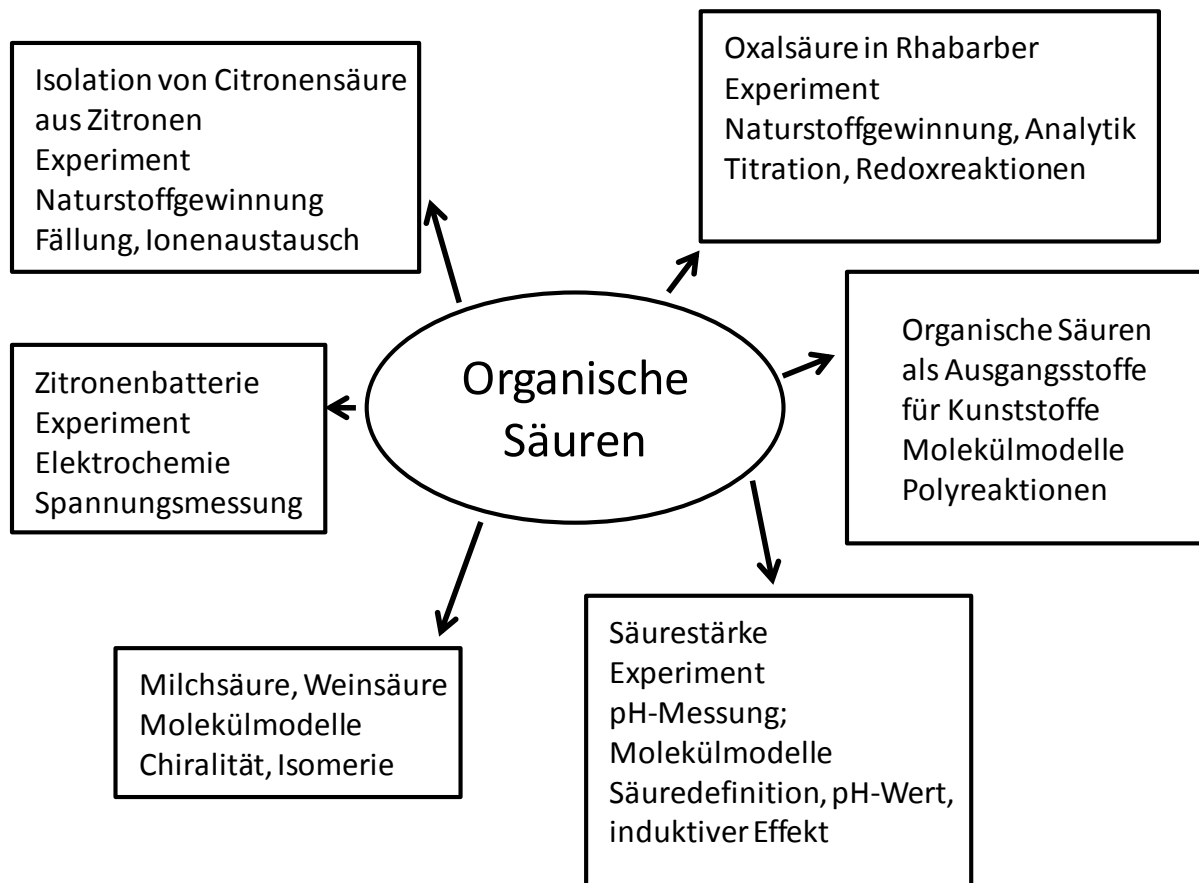 Isolation von Citronensäure
aus Zitronen
Experiment
Naturstoffgewinnung
Fällung, Ionenaustausch
Oxalsäure in Rhabarber
Experiment
Naturstoffgewinnung, Analytik
Titration, Redoxreaktionen
Organische
Säuren
Zitronenbatterie
Experiment
Elektrochemie
Spannungsmessung
Organische Säuren
als Ausgangsstoffe
für Kunststoffe
Molekülmodelle
Polyreaktionen
Milchsäure, Weinsäure
Molekülmodelle
Chiralität, Isomerie
Säurestärke
Experiment
pH-Messung;
Molekülmodelle
Säuredefinition, pH-Wert,
induktiver Effekt